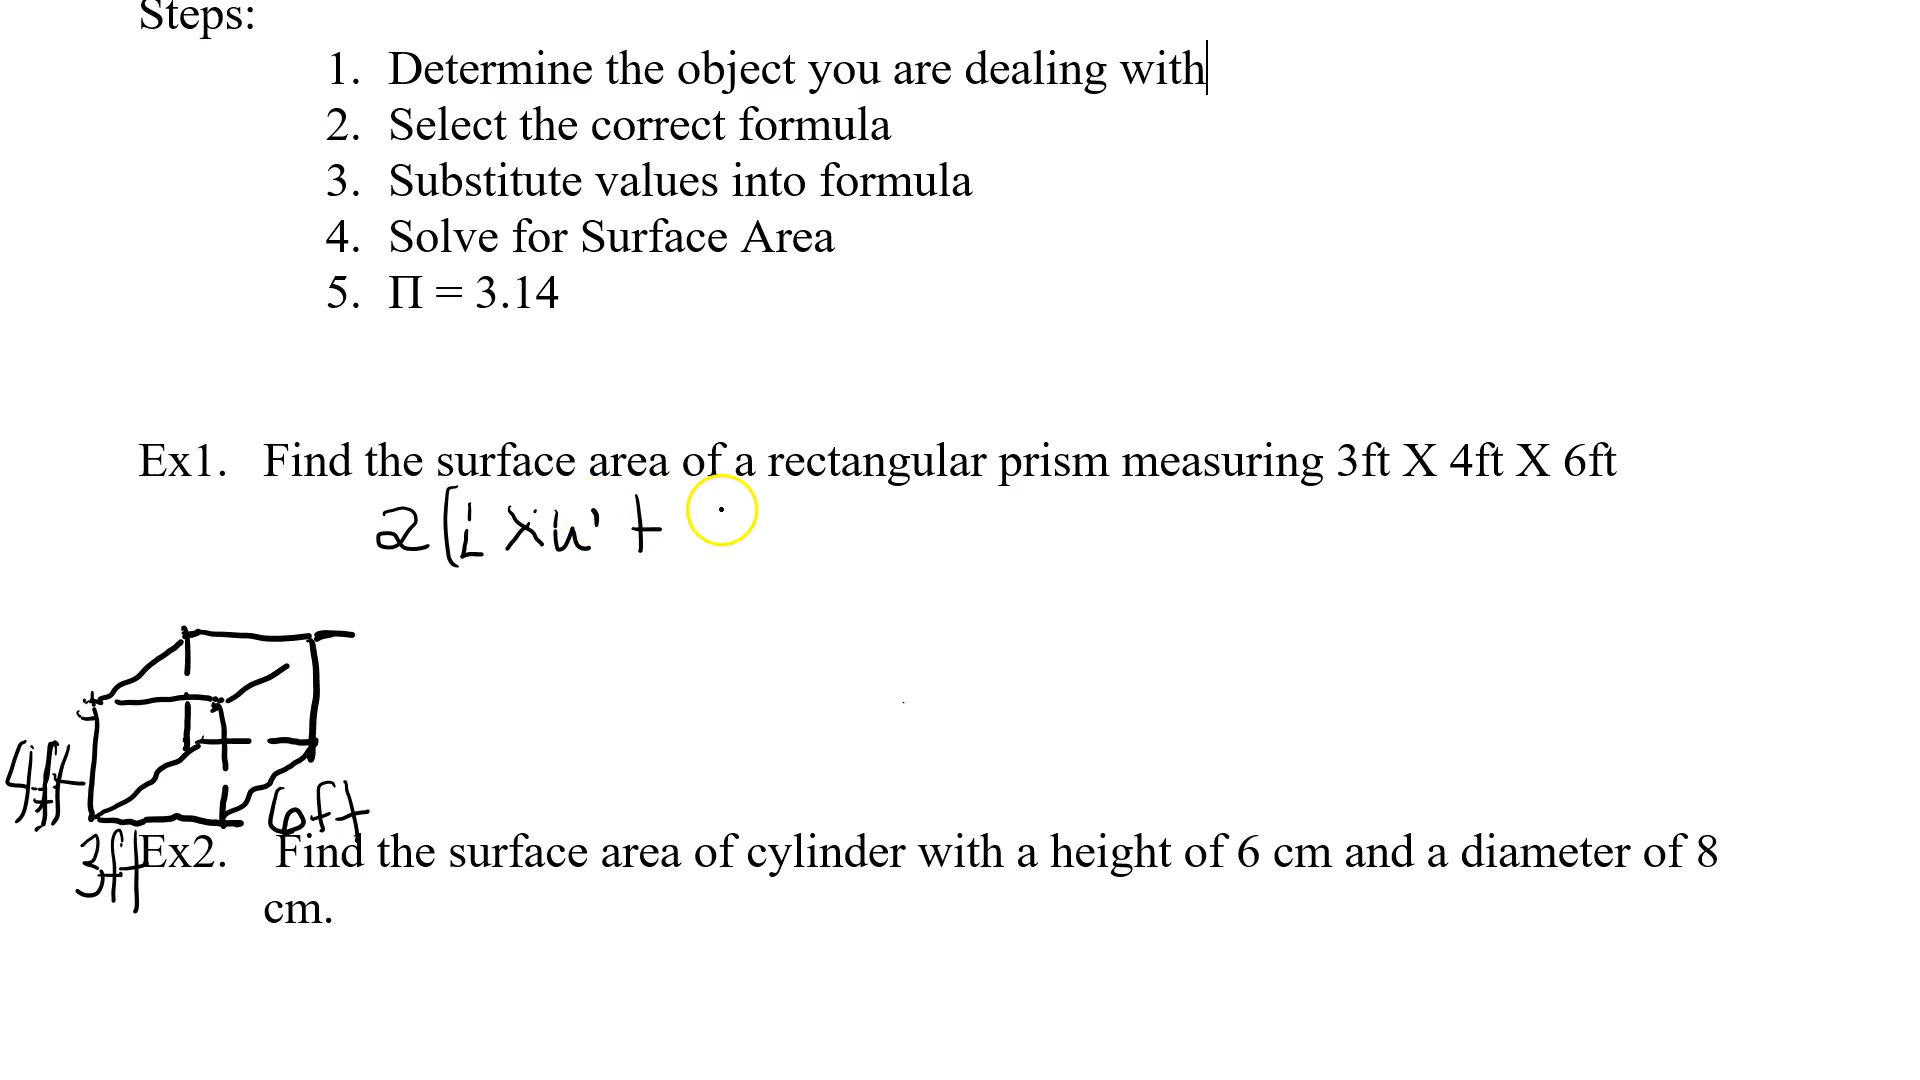 Steps:
1. Determine the object you are dealing with
2. Select the correct formula
3. Substitute values into formula
4. Solve for Surface Area
5. Π = 3.14
Ex1. Find the surface area of a rectangular prism measuring 3ft X 4ft X 6ft
2(L×w +
4ft
6ft
3ft
Ex2. Find the surface area of cylinder with a height of 6 cm and a diameter of 8
cm.